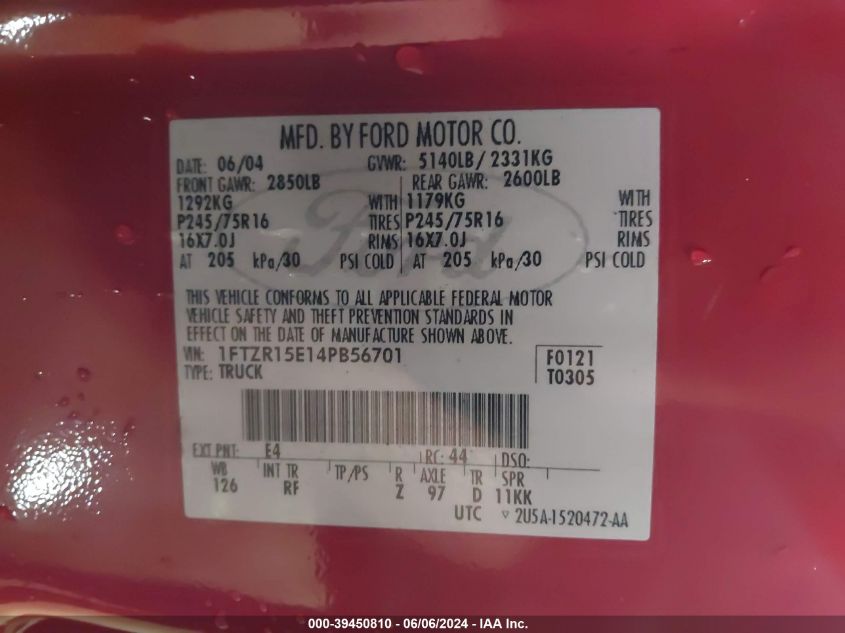 MFD. BY FORD MOTOR CO.
DATE: 06/04 GVWR: 5140LB/ 2331KG
FRONT GAWR: 2850LB REAR GAWR: 2600LB
1292KG WITH 1179KG WITH
P245/75R16 TIRES P245/75R16 TIRES
16X7.0J RIMS 16X7.0J RIMS
AT 205 kPa/30 PSI COLD AT 205 kPa/30 PSI COLD
Ford
THIS VEHICLE CONFORMS TO ALL APPLICABLE FEDERAL MOTOR
VEHICLE SAFETY AND THEFT PREVENTION STANDARDS IN
EFFECT ON THE DATE OF MANUFACTURE SHOWN ABOVE.
VIN: 1FTZR15E14PB56701 F0121
TYPE: TRUCK T0305
EXT PNT: E4 RC: 44 DSO:
WB INT TR TP/PS R AXLE TR SPR
126 RF Z 97 D 11KK
UTC ▽ 2U5A-1520472-AA
000-39450810 - 06/06/2024 - IAA Inc.